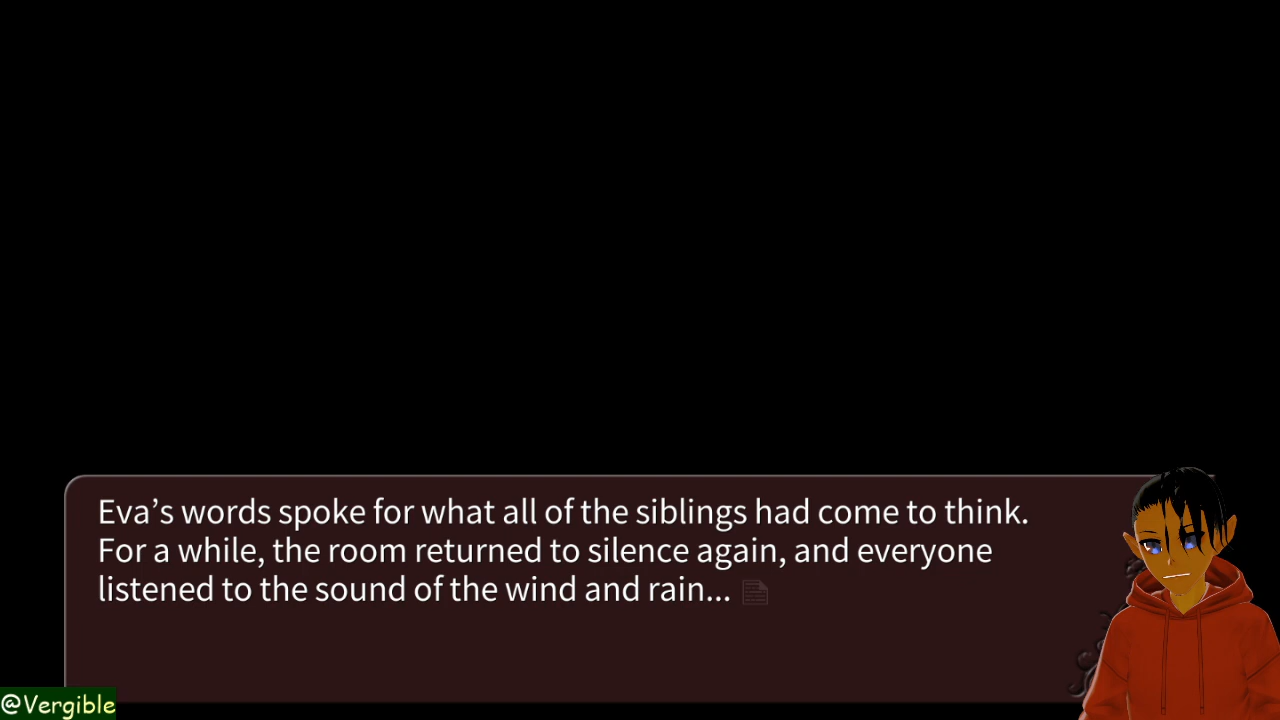 Eva’s words spoke for what all of the siblings had come to think.
For a while, the room returned to silence again, and everyone
listened to the sound of the wind and rain...
@Vergible